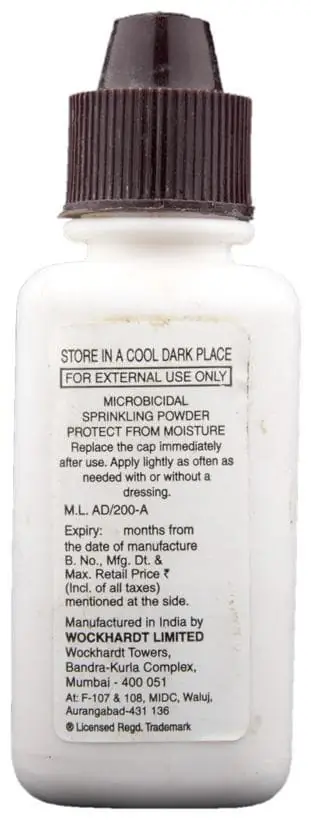 STORE IN A COOL DARK PLACE
FOR EXTERNAL USE ONLY
MICROBICIDAL
SPRINKLING POWDER
PROTECT FROM MOISTURE
Replace the cap immediately
after use. Apply lightly as often as
needed with or without a
dressing.
M.L. AD/200-A
Expiry: months from
the date of manufacture
B. No., Mfg. Dt. &
Max. Retail Price ₹
(Incl. of all taxes)
mentioned at the side.
Manufactured in India by
WOCKHARDT LIMITED
Wockhardt Towers,
Bandra-Kurla Complex,
Mumbai - 400 051
At: F-107 & 108, MIDC, Waluj,
Aurangabad-431 136
® Licensed Regd. Trademark